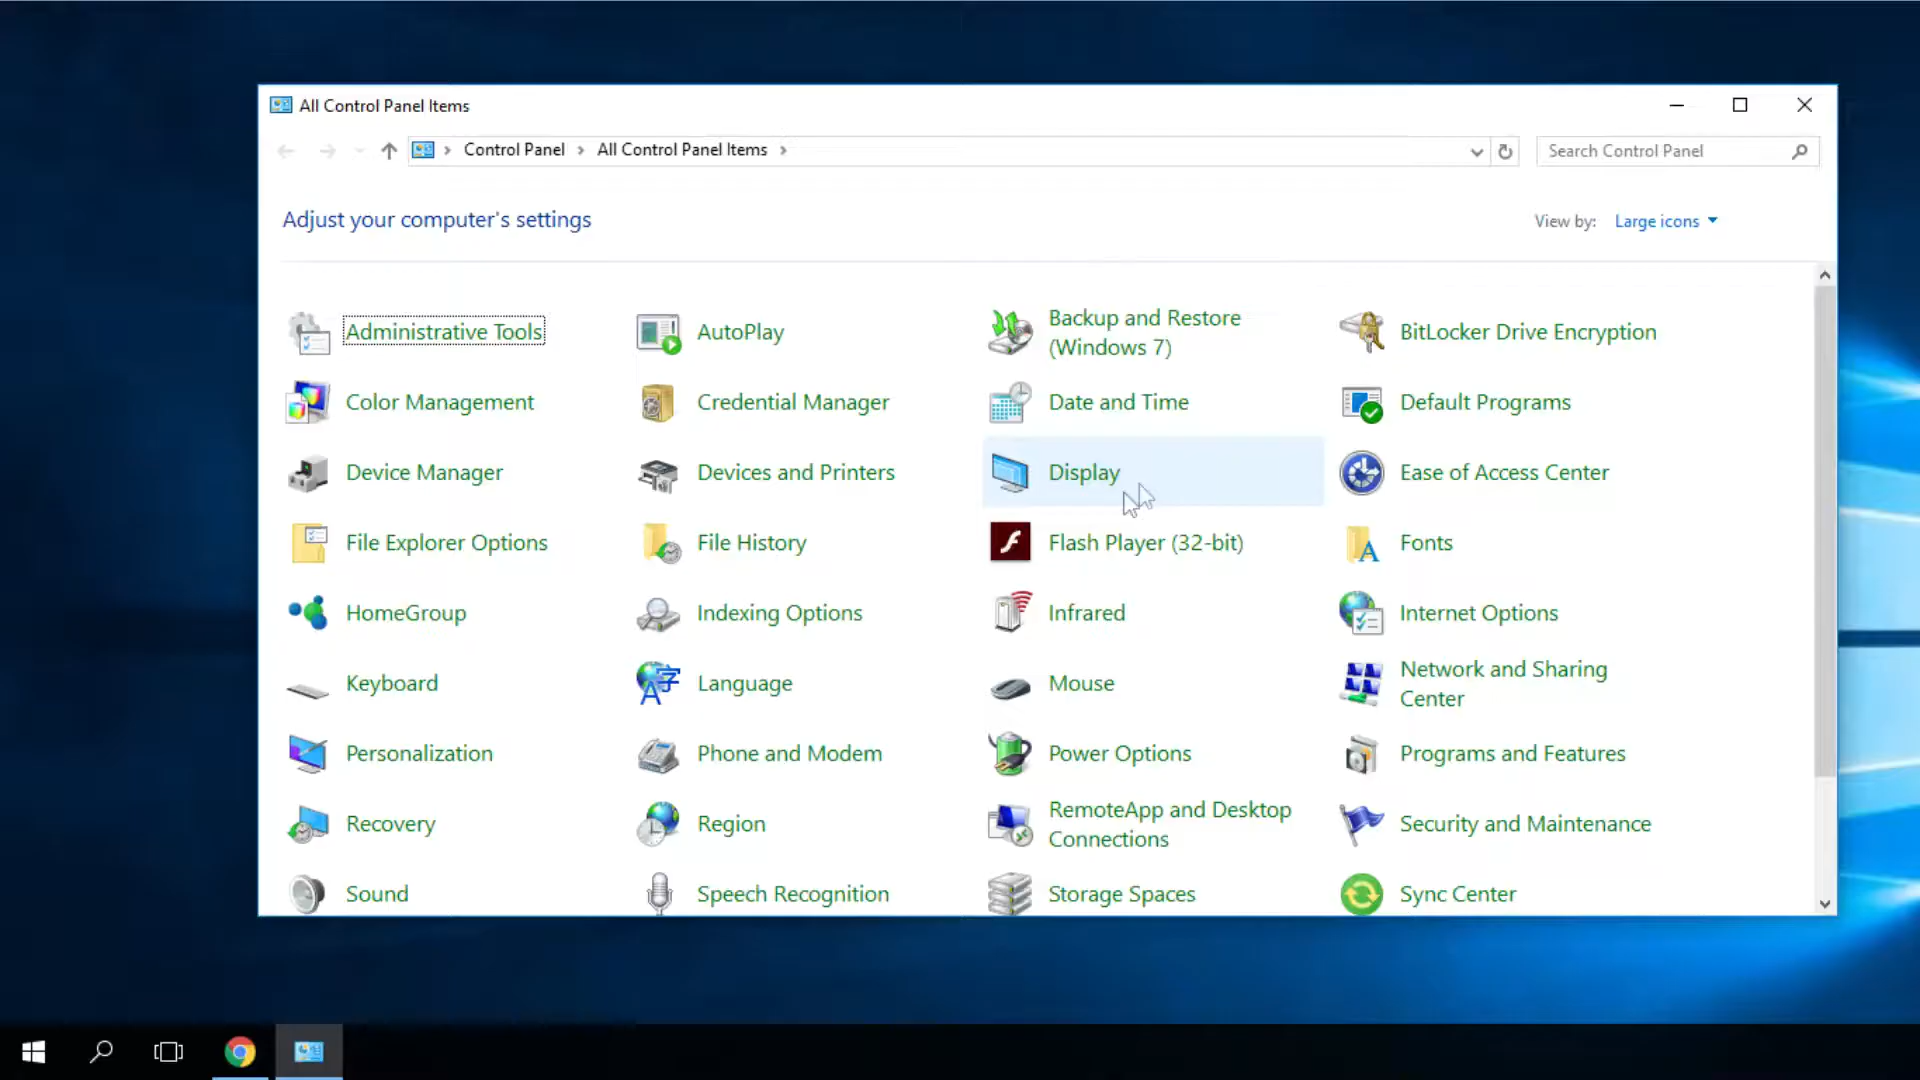 All Control Panel Items
Control Panel All Control Panel Items
Search Control Panel
Adjust your computer's settings
View by: Large icons
Administrative Tools
AutoPlay
Backup and Restore
(Windows 7)
BitLocker Drive Encryption
Color Management
Credential Manager
Date and Time
Default Programs
Device Manager
Devices and Printers
Display
Ease of Access Center
File Explorer Options
File History
Flash Player (32-bit)
Fonts
HomeGroup
Indexing Options
Infrared
Internet Options
Keyboard
Language
Mouse
Network and Sharing
Center
Personalization
Phone and Modem
Power Options
Programs and Features
Recovery
Region
RemoteApp and Desktop
Connections
Security and Maintenance
Sound
Speech Recognition
Storage Spaces
Sync Center